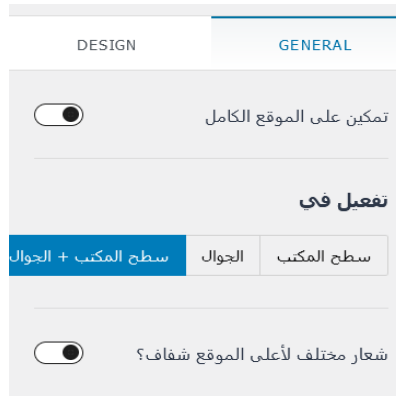 GENERAL
DESIGN
تمكين على الموقع الكامل
تفعيل في
سطح المكتب
الجوال
سطح المكتب + الجوال
شعار مختلف لأعلى الموقع شفاف؟